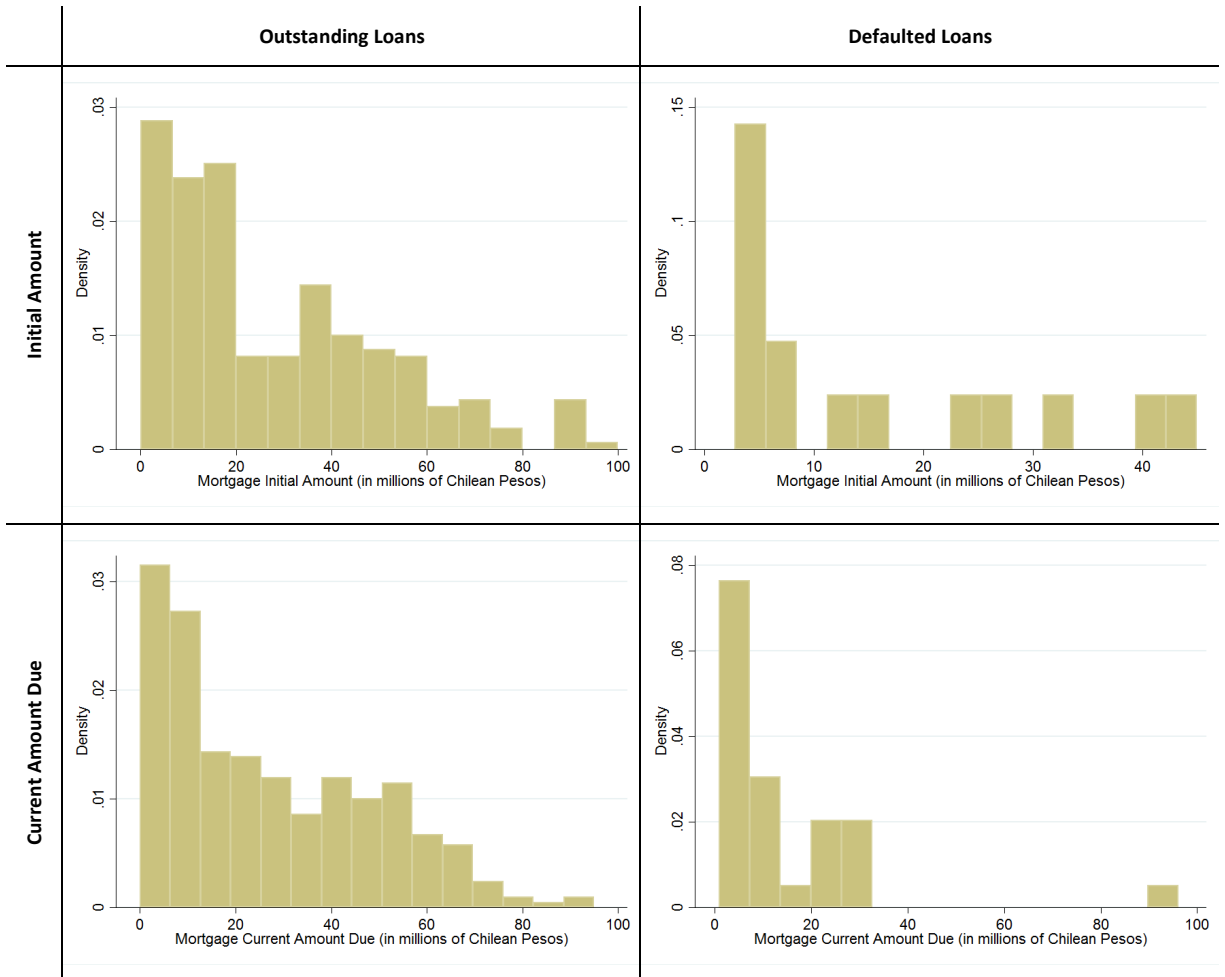 Outstanding Loans
Defaulted Loans
Initial Amount
.03
.02
.01
0
Density
0 20 40 60 80 100
Mortgage Initial Amount (in millions of Chilean Pesos)
.15
.1
.05
0
Density
0 10 20 30 40
Mortgage Initial Amount (in millions of Chilean Pesos)
Current Amount Due
.03
.02
.01
0
Density
0 20 40 60 80 100
Mortgage Current Amount Due (in millions of Chilean Pesos)
.08
.06
.04
.02
0
Density
0 20 40 60 80 100
Mortgage Current Amount Due (in millions of Chilean Pesos)